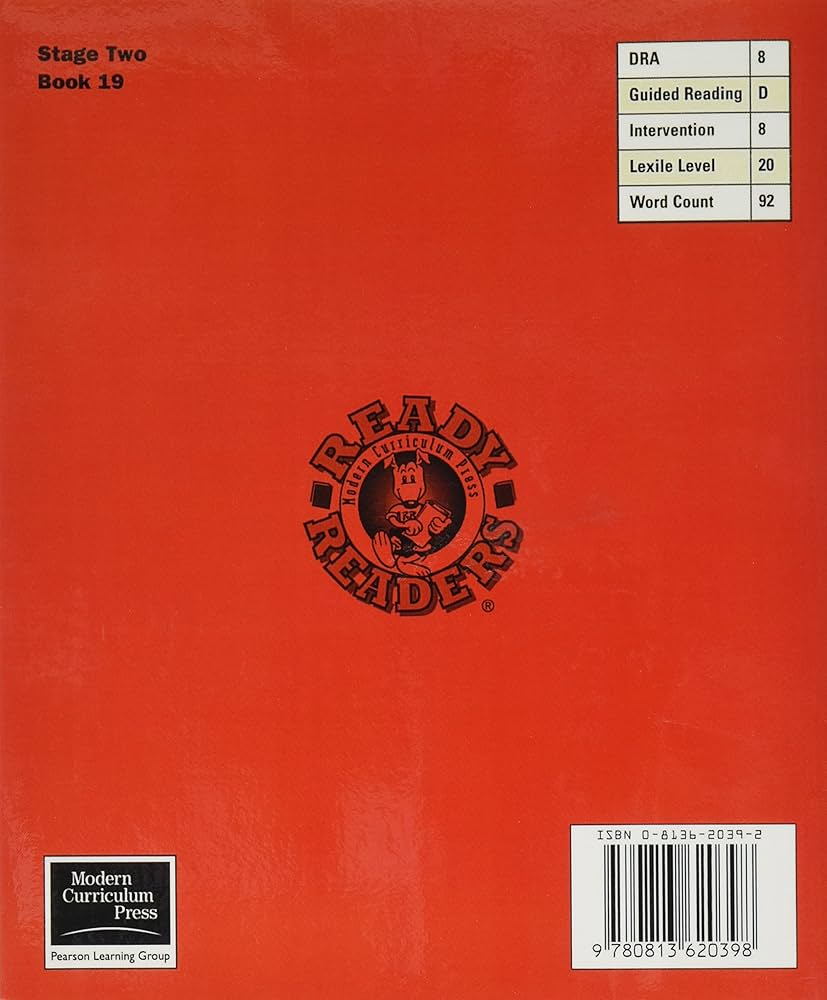 Stage Two
Book 19
DRA 8
Guided Reading D
Intervention 8
Lexile Level 20
Word Count 92
READY
Modern Curriculum Press
READERS
®
ISBN 0-8136-2039-2
9 780813 620398
Modern
Curriculum
Press
Pearson Learning Group